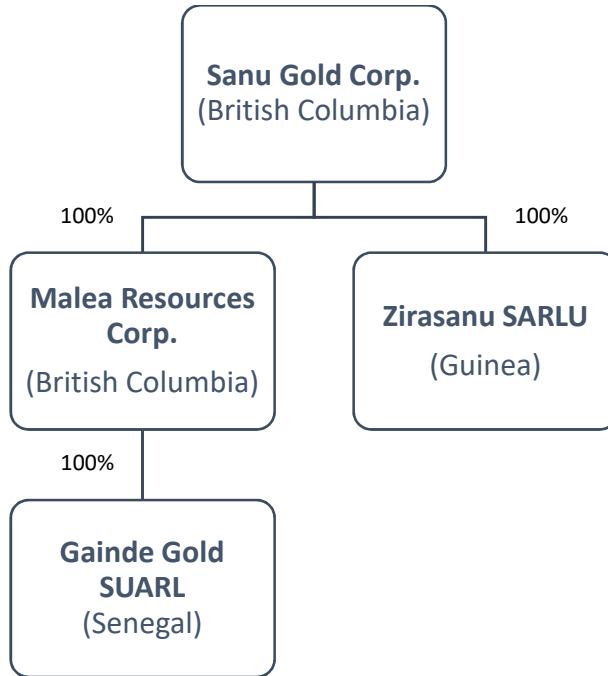 Sanu Gold Corp.
(British Columbia)
100%
100%
Malea Resources
Corp.
(British Columbia)
Zirasanu SARLU
(Guinea)
100%
Gainde Gold
SUARL
(Senegal)